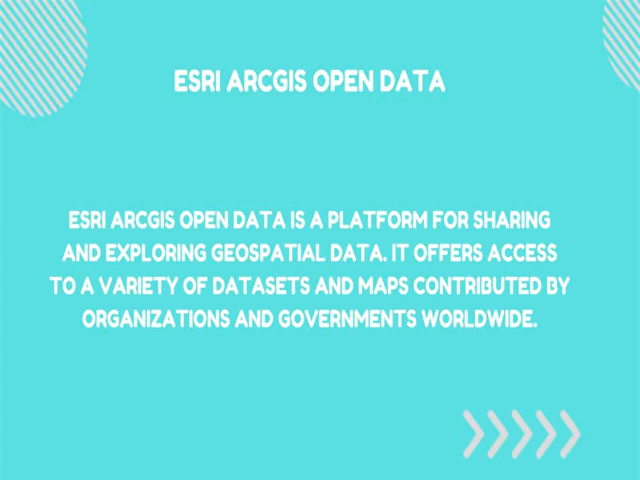 ESRI ARCGIS OPEN DATA
ESRI ARCGIS OPEN DATA IS A PLATFORM FOR SHARING
AND EXPLORING GEOSPATIAL DATA. IT OFFERS ACCESS
TO A VARIETY OF DATASETS AND MAPS CONTRIBUTED BY
ORGANIZATIONS AND GOVERNMENTS WORLDWIDE.